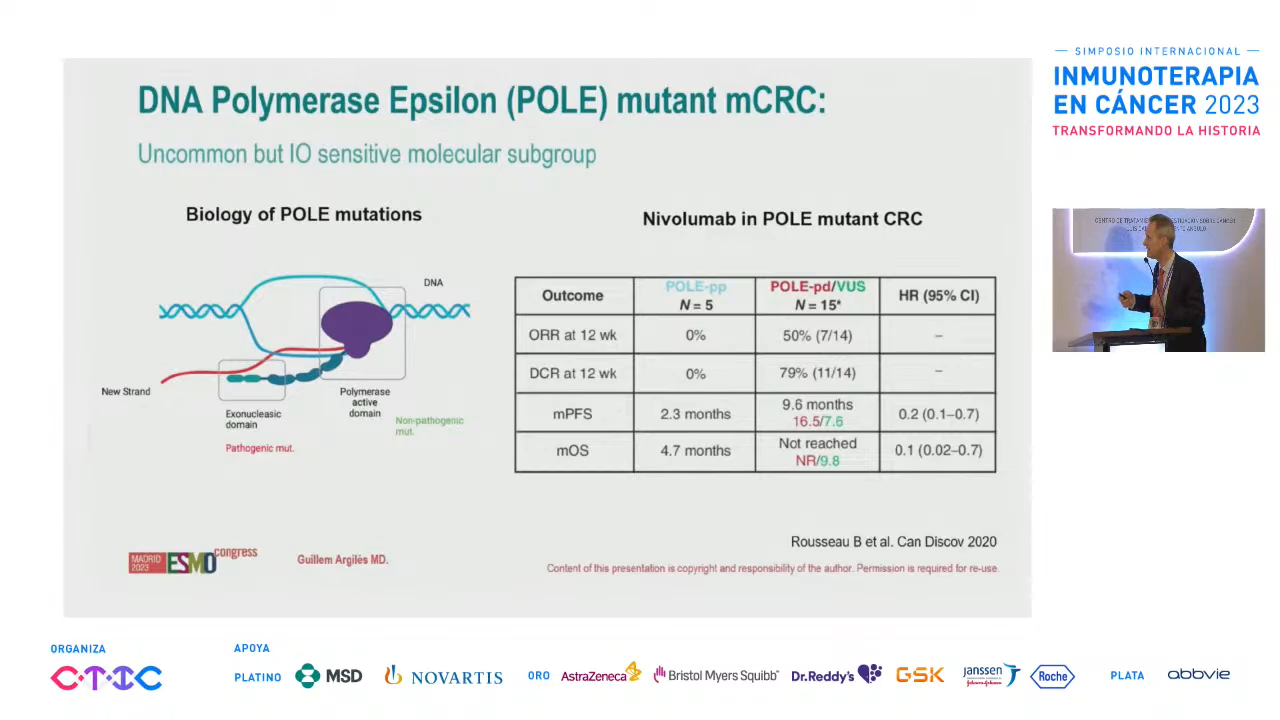 DNA Polymerase Epsilon (POLE) mutant mCRC:
Uncommon but IO sensitive molecular subgroup
Biology of POLE mutations
DNA
New Strand
Exonucleasic
domain
Pathogenic mut.
Polymerase
active
domain
Non-pathogenic
mut.
Nivolumab in POLE mutant CRC
Outcome POLE-pp N = 5 POLE-pd/VUS N = 15* HR (95% CI)
ORR at 12 wk 0% 50% (7/14) –
DCR at 12 wk 0% 79% (11/14) –
mPFS 2.3 months 9.6 months 16.5/7.6 0.2 (0.1–0.7)
mOS 4.7 months Not reached NR/9.8 0.1 (0.02–0.7)
Rousseau B et al. Can Discov 2020
MADRID
2023
ESMO congress
Guillem Argilès MD.
Content of this presentation is copyright and responsibility of the author. Permission is required for re-use.
SIMPOSIO INTERNACIONAL
INMUNOTERAPIA
EN CÁNCER 2023
TRANSFORMANDO LA HISTORIA
ORGANIZA
CTIC
APOYA
PLATINO MSD NOVARTIS ORO AstraZeneca Bristol Myers Squibb™ Dr.Reddy's GSK Janssen Johnson-Johnson Roche PLATA abbvie